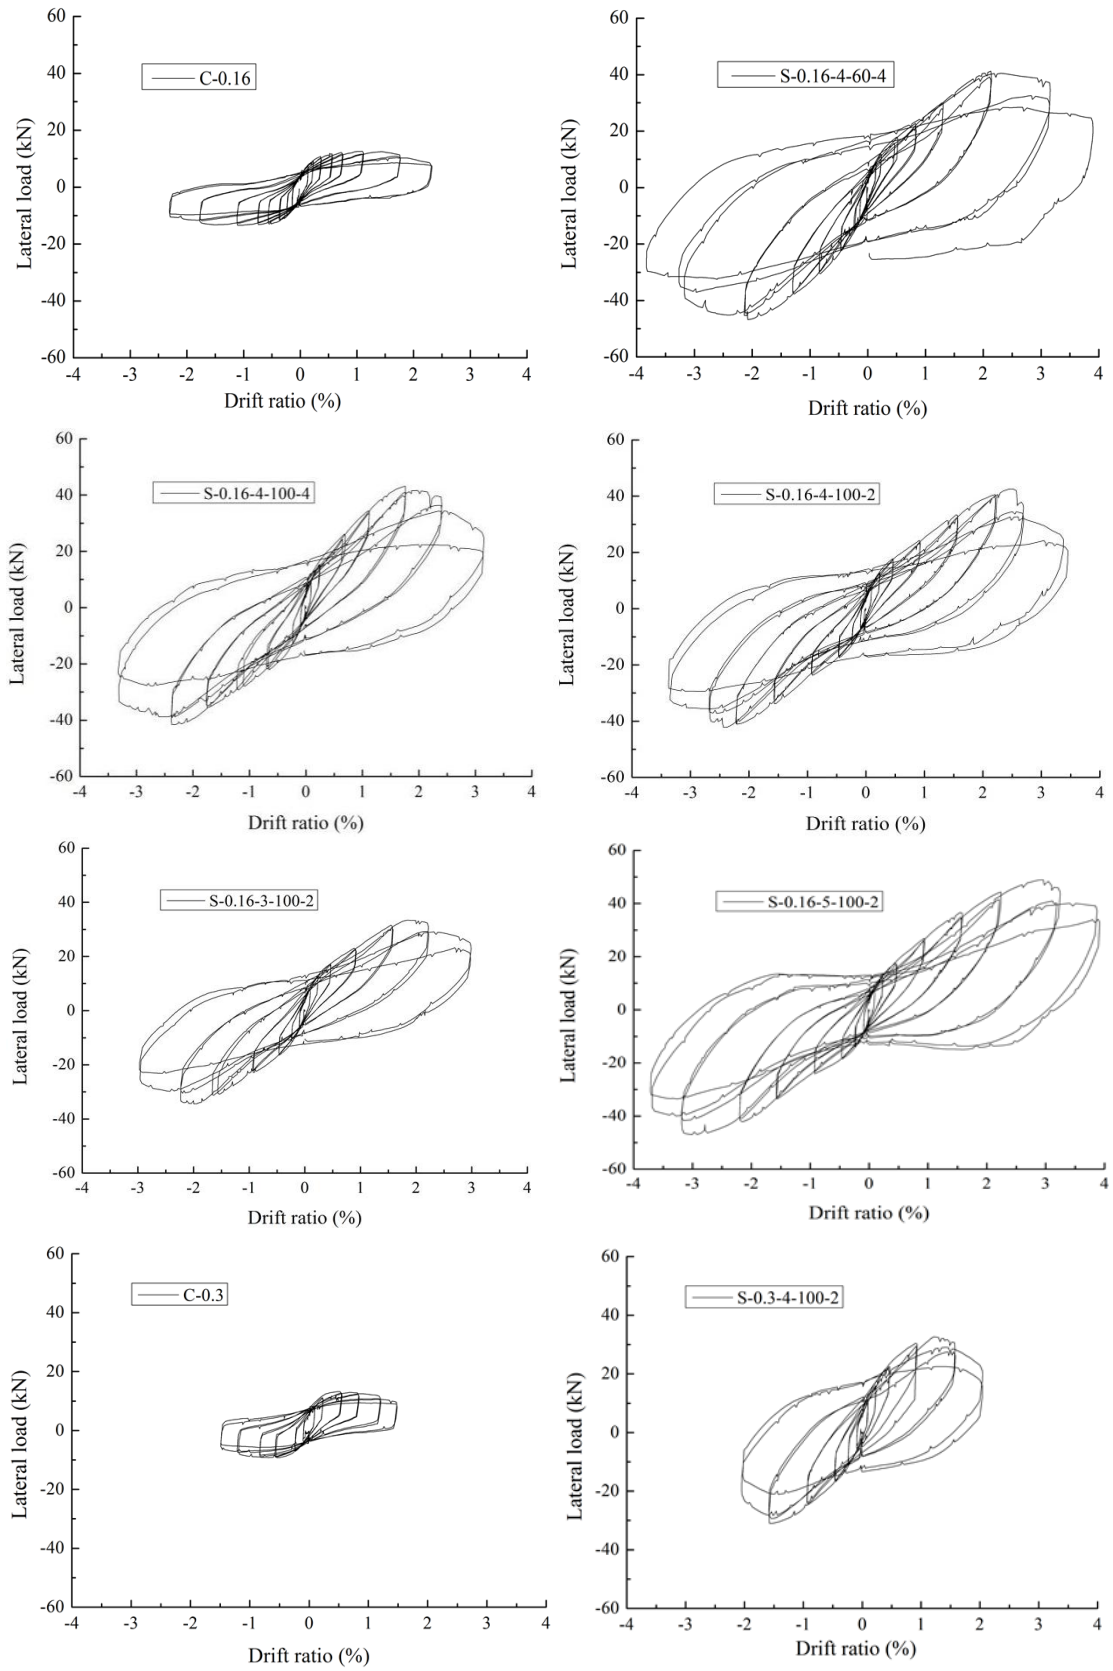 60
40
20
0
-20
-40
-60
-4 -3 -2 -1 0 1 2 3 4
Lateral load (kN)
Drift ratio (%)
C-0.16
60
40
20
0
-20
-40
-60
-4 -3 -2 -1 0 1 2 3 4
Lateral load (kN)
Drift ratio (%)
S-0.16-4-60-4
60
40
20
0
-20
-40
-60
-4 -3 -2 -1 0 1 2 3 4
Lateral load (kN)
Drift ratio (%)
S-0.16-4-100-4
60
40
20
0
-20
-40
-60
-4 -3 -2 -1 0 1 2 3 4
Lateral load (kN)
Drift ratio (%)
S-0.16-4-100-2
60
40
20
0
-20
-40
-60
-4 -3 -2 -1 0 1 2 3 4
Lateral load (kN)
Drift ratio (%)
S-0.16-3-100-2
60
40
20
0
-20
-40
-60
-4 -3 -2 -1 0 1 2 3 4
Lateral load (kN)
Drift ratio (%)
S-0.16-5-100-2
60
40
20
0
-20
-40
-60
-4 -3 -2 -1 0 1 2 3 4
Lateral load (kN)
Drift ratio (%)
C-0.3
60
40
20
0
-20
-40
-60
-4 -3 -2 -1 0 1 2 3 4
Lateral load (kN)
Drift ratio (%)
S-0.3-4-100-2